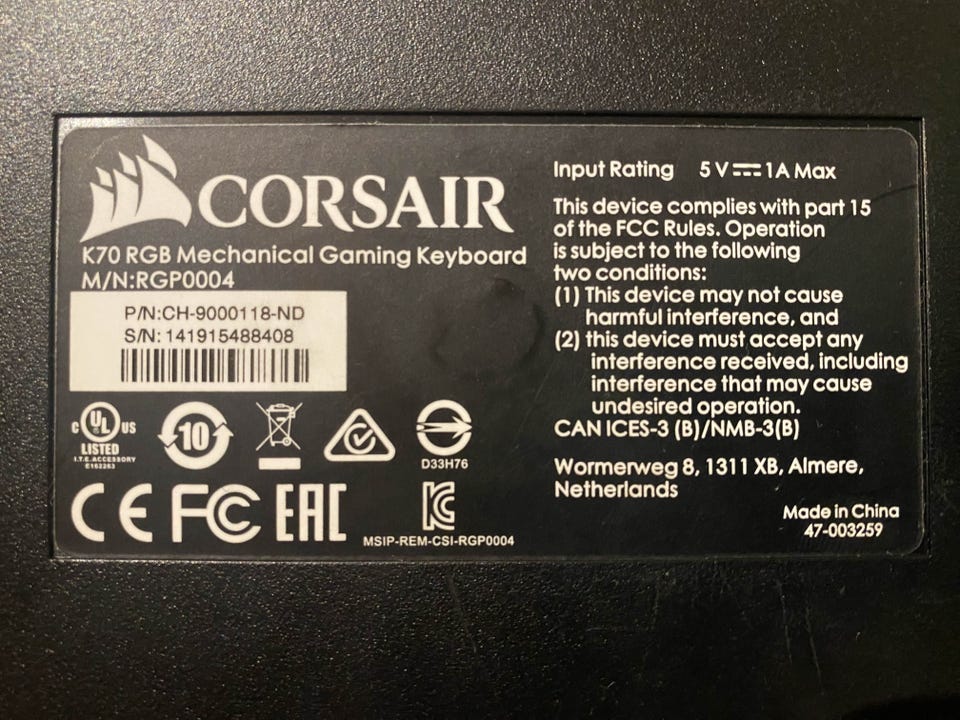 CORSAIR
K70 RGB Mechanical Gaming Keyboard
M/N:RGP0004
P/N:CH-9000118-ND
S/N: 141915488408
C UL US
LISTED
I.T.E. ACCESSORY
E162263
10
D33H76
CE FC EAC
MSIP-REM-CSI-RGP0004
Input Rating 5 V⎓1A Max
This device complies with part 15
of the FCC Rules. Operation
is subject to the following
two conditions:
(1) This device may not cause
harmful interference, and
(2) this device must accept any
interference received, including
interference that may cause
undesired operation.
CAN ICES-3 (B)/NMB-3(B)
Wormerweg 8, 1311 XB, Almere,
Netherlands
Made in China
47-003259